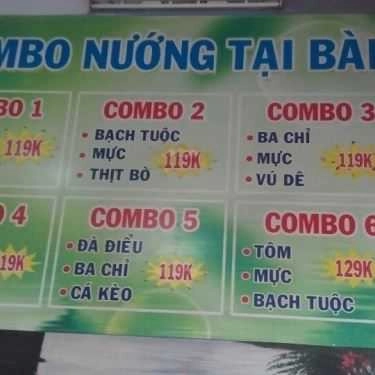 MBO NƯỚNG TẠI BÀ
O 1
119K
COMBO 2
• BẠCH TUỘC
• MỰC
• THỊT BÒ
119K
COMBO 3
• BA CHỈ
• MỰC
• VÚ DÊ
119K
O 4
19K
COMBO 5
• ĐÀ ĐIỂU
• BA CHỈ
• CÁ KÈO
119K
COMBO 6
• TÔM
• MỰC
• BẠCH TUỘC
129K